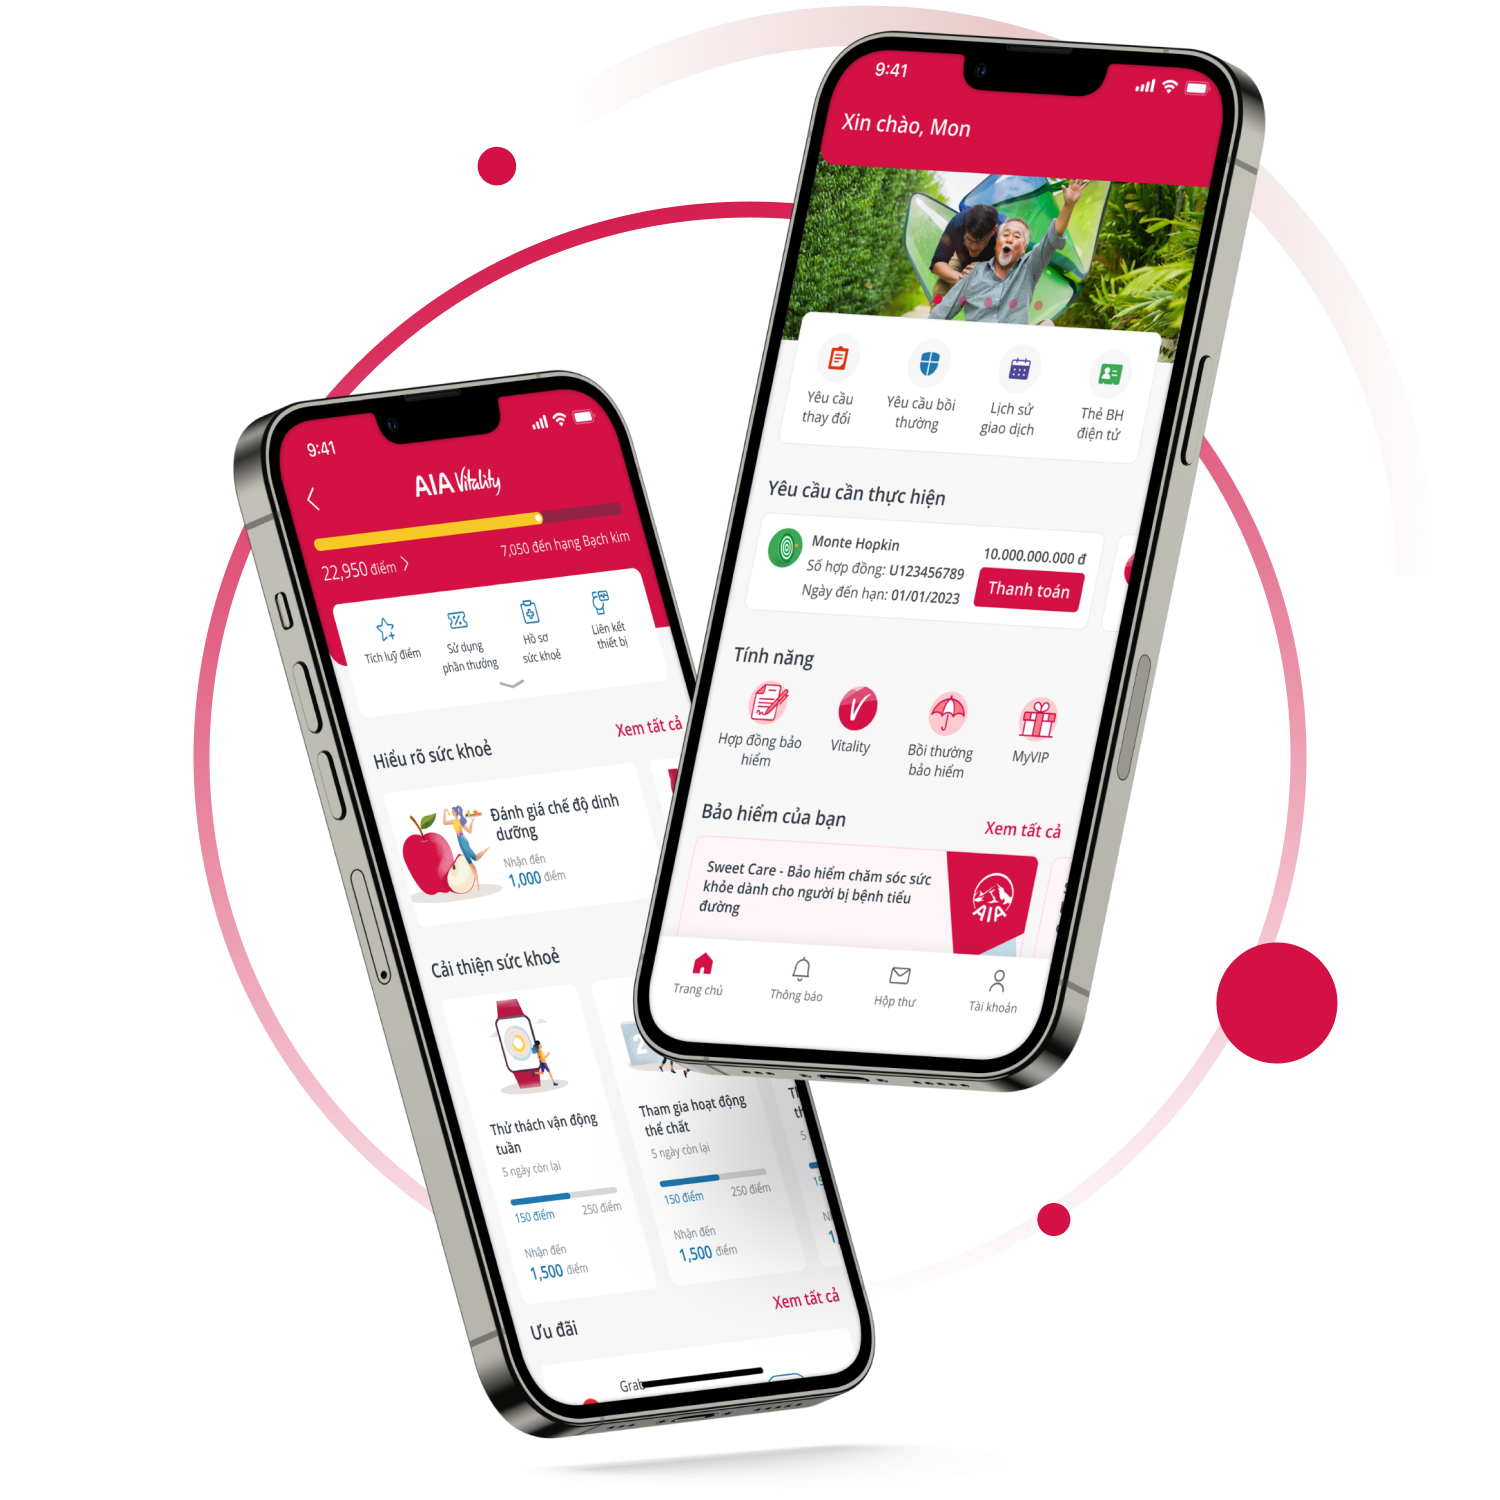 9:41
Xin chào, Mon
Yêu cầu
thay đổi
Yêu cầu bồi
thường
Lịch sử
giao dịch
Thẻ BH
điện tử
Yêu cầu cần thực hiện
Monte Hopkin
10.000.000.000 đ
Số hợp đồng: U123456789
Ngày đến hạn: 01/01/2023
Thanh toán
Tính năng
Hợp đồng bảo
hiểm
Vitality
Bồi thường
bảo hiểm
MyVIP
Bảo hiểm của bạn
Xem tất cả
Sweet Care - Bảo hiểm chăm sóc sức
khỏe dành cho người bị bệnh tiểu
đường
AIA
Trang chủ
Thông báo
Hộp thư
Tài khoản
9:41
AIA Vitality
22,950 điểm
7,050 đến hạng Bạch kim
Tích luỹ điểm
Sử dụng
phần thưởng
Hồ sơ
sức khoẻ
Liên kết
thiết bị
Hiểu rõ sức khoẻ
Xem tất cả
Đánh giá chế độ dinh
dưỡng
Nhận đến
1,000 điểm
Cải thiện sức khoẻ
Thử thách vận động
tuần
5 ngày còn lại
150 điểm
250 điểm
Nhận đến
1,500 điểm
2
Tham gia hoạt động
thể chất
5 ngày còn lại
150 điểm
250 điểm
Nhận đến
1,500 điểm
5
15
1,
Ưu đãi
Xem tất cả
Grab